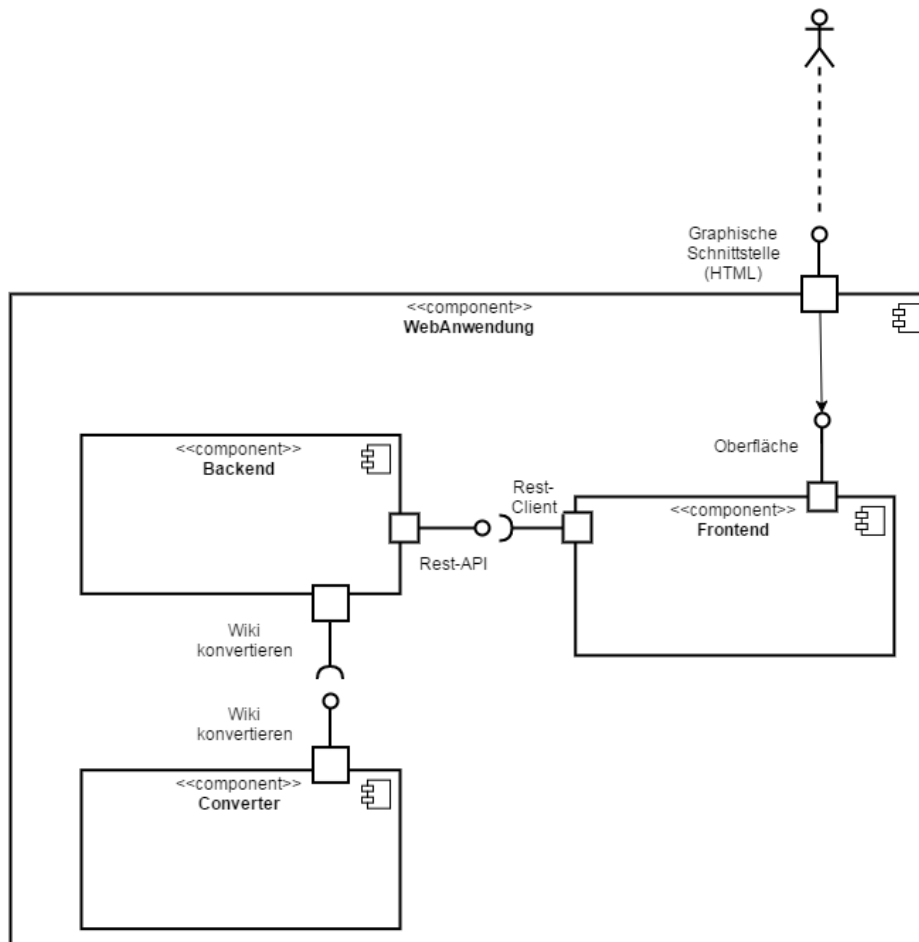 Graphische
Schnittstelle
(HTML)
<<component>>
WebAnwendung
Oberfläche
<<component>>
Backend
Rest-
Client
<<component>>
Frontend
Rest-API
Wiki
konvertieren
Wiki
konvertieren
<<component>>
Converter